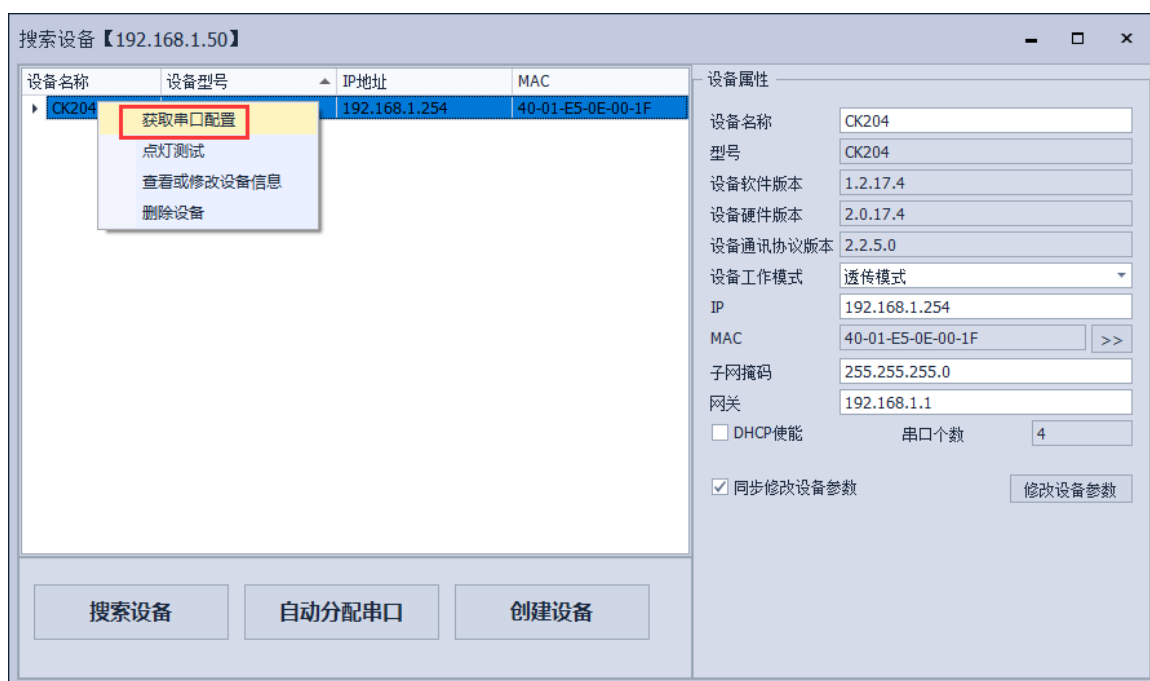 搜索设备【192.168.1.50】
设备名称 设备型号 IP地址 MAC
CK204 192.168.1.254 40-01-E5-0E-00-1F
获取串口配置
点灯测试
查看或修改设备信息
删除设备
搜索设备 自动分配串口 创建设备
设备属性
设备名称 CK204
型号 CK204
设备软件版本 1.2.17.4
设备硬件版本 2.0.17.4
设备通讯协议版本 2.2.5.0
设备工作模式 透传模式
IP 192.168.1.254
MAC 40-01-E5-0E-00-1F >>
子网掩码 255.255.255.0
网关 192.168.1.1
DHCP使能 串口个数 4
同步修改设备参数 修改设备参数